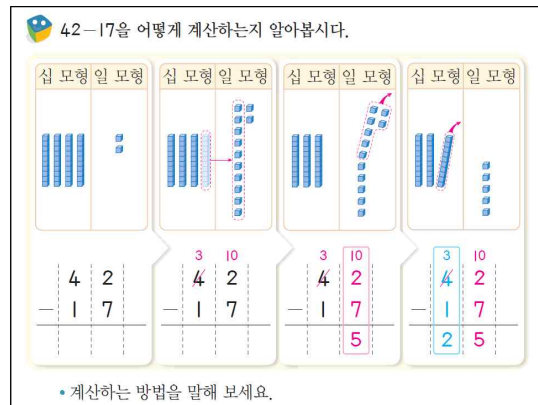 42-17을 어떻게 계산하는지 알아봅시다.
십 모형 일 모형 십 모형 일 모형 십 모형 일 모형 십 모형 일 모형
3 10 3 10 3 10
4 2 4 2 4 2 4 2
- 1 7 - 1 7 - 1 7 - 1 7
5 2 5
• 계산하는 방법을 말해 보세요.